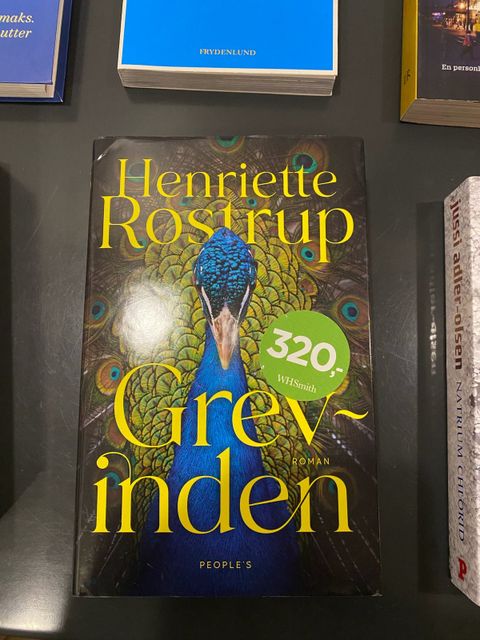 maks.
utter
FRYDENLUND
En personl
Henriette
Rostrup
320,-
WHSmith
Grev-
inden
ROMAN
PEOPLE'S
jussi adler-olsen
NATRIUM CHLORID